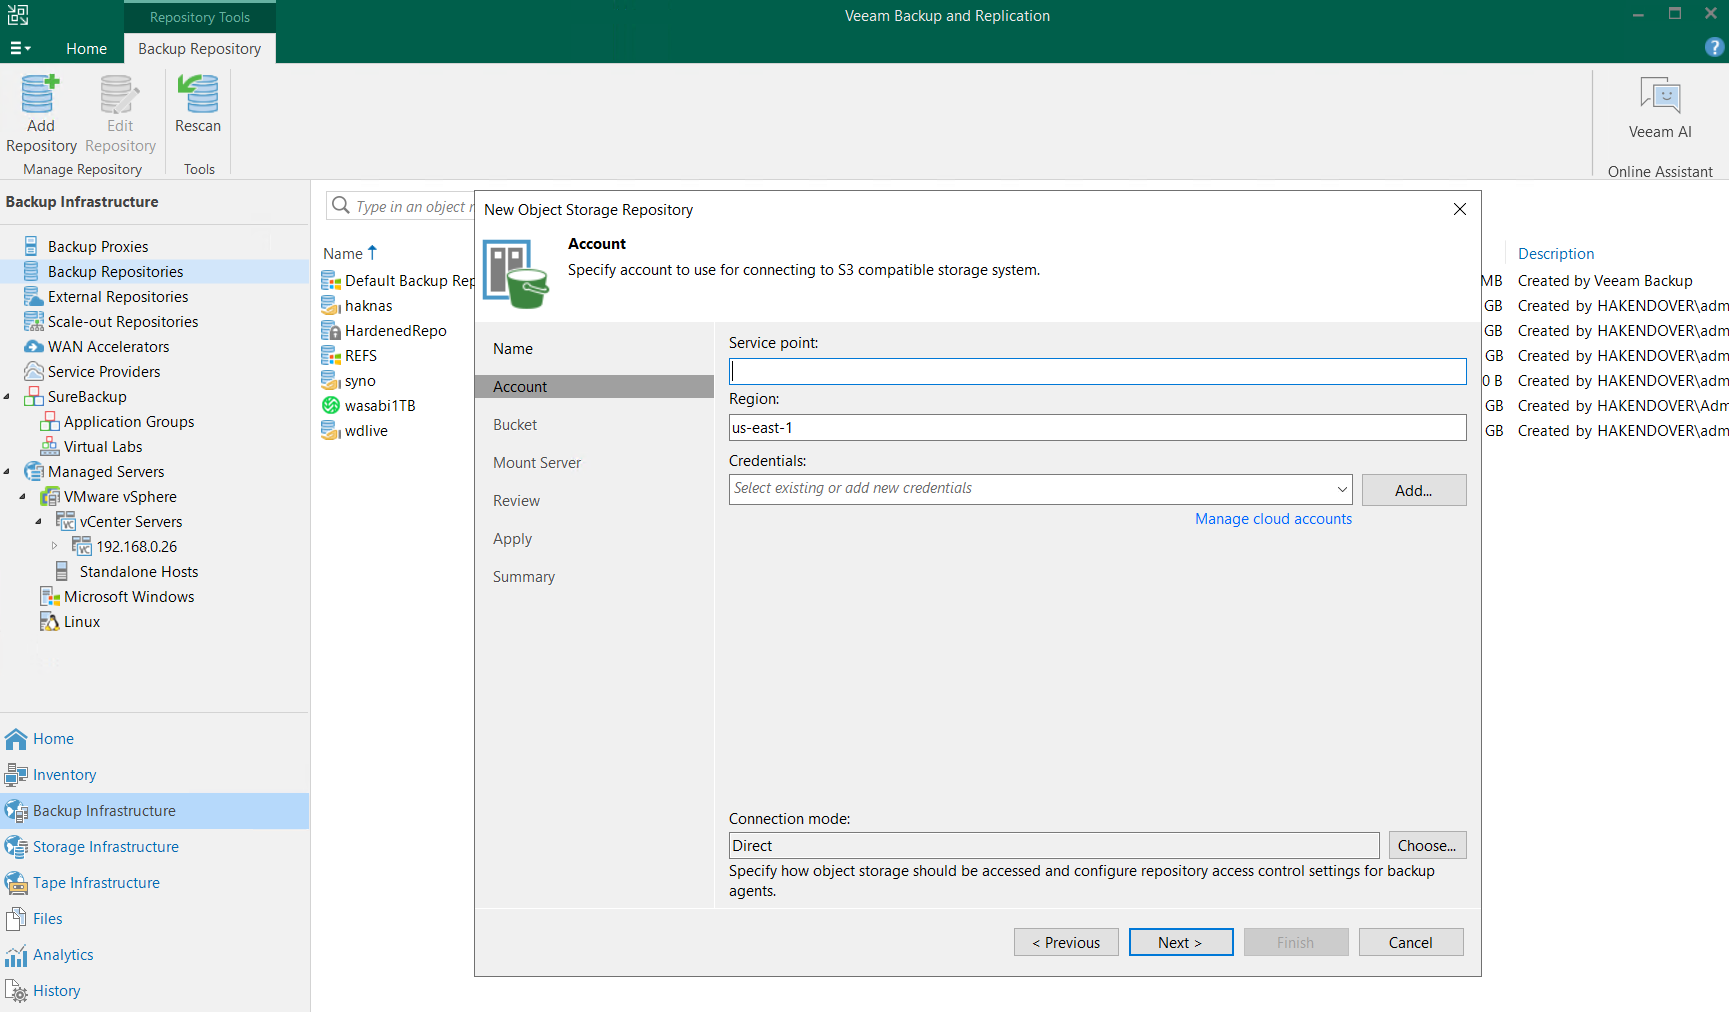 Repository Tools
Veeam Backup and Replication
Home
Backup Repository
?
Add
Repository
Edit
Repository
Rescan
Manage Repository
Tools
Veeam AI
Online Assistant
Backup Infrastructure
Backup Proxies
Backup Repositories
External Repositories
Scale-out Repositories
WAN Accelerators
Service Providers
SureBackup
Application Groups
Virtual Labs
Managed Servers
VMware vSphere
vCenter Servers
192.168.0.26
Standalone Hosts
Microsoft Windows
Linux
Home
Inventory
Backup Infrastructure
Storage Infrastructure
Tape Infrastructure
Files
Analytics
History
Type in an object
Name
Default Backup Rep
haknas
HardenedRepo
REFS
syno
wasabi1TB
wdlive
Description
MB Created by Veeam Backup
GB Created by HAKENDOVER\adm
GB Created by HAKENDOVER\adm
GB Created by HAKENDOVER\adm
0 B Created by HAKENDOVER\adm
GB Created by HAKENDOVER\Adm
GB Created by HAKENDOVER\adm
New Object Storage Repository
Account
Specify account to use for connecting to S3 compatible storage system.
Name
Account
Bucket
Mount Server
Review
Apply
Summary
Service point:
Region:
us-east-1
Credentials:
Select existing or add new credentials
Add...
Manage cloud accounts
Connection mode:
Direct
Choose...
Specify how object storage should be accessed and configure repository access control settings for backup
agents.
< Previous
Next >
Finish
Cancel